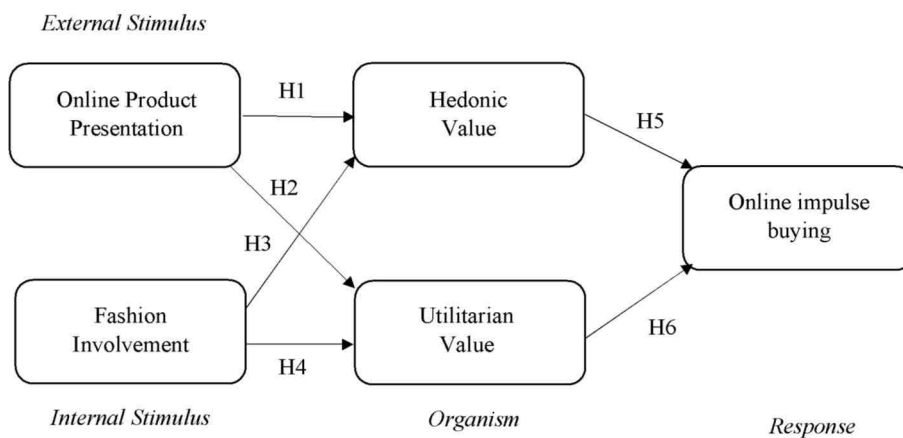 External Stimulus
Online Product
Presentation
H1
Hedonic
Value
H5
H2
Online impulse
buying
H3
Fashion
Involvement
H4
Utilitarian
Value
H6
Internal Stimulus
Organism
Response